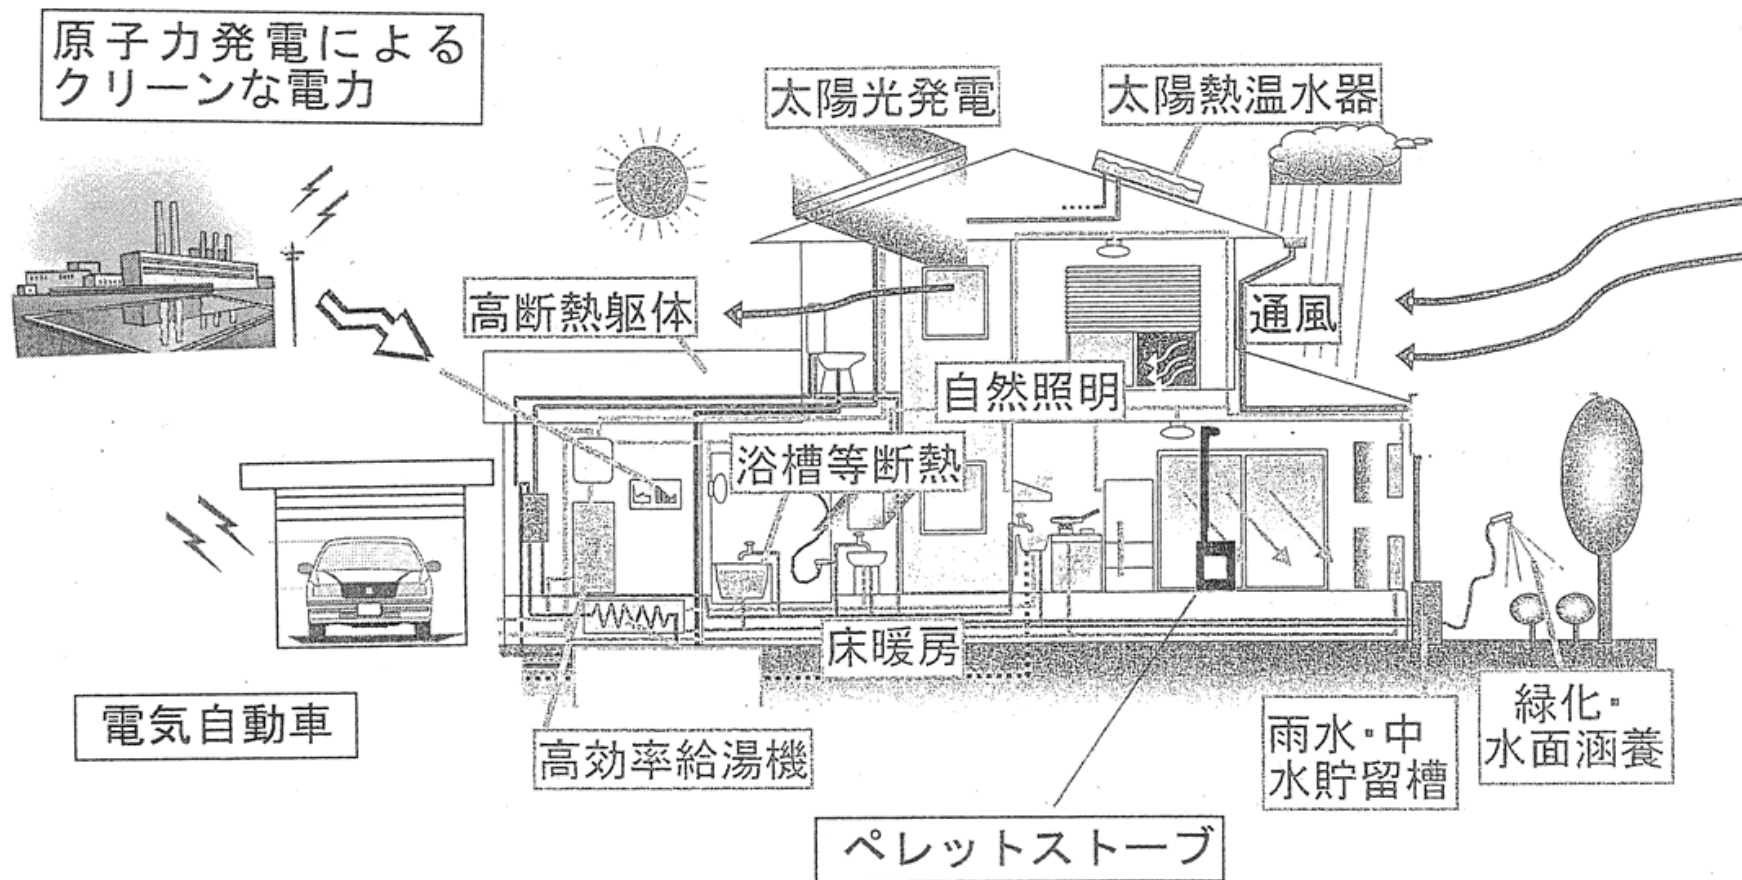 原子力発電による
クリーンな電力
太陽光発電
太陽熱温水器
高断熱躯体
通風
自然照明
浴槽等断熱
床暖房
電気自動車
高効率給湯機
雨水・中
水貯留槽
緑化・
水面涵養
ペレットストーブ